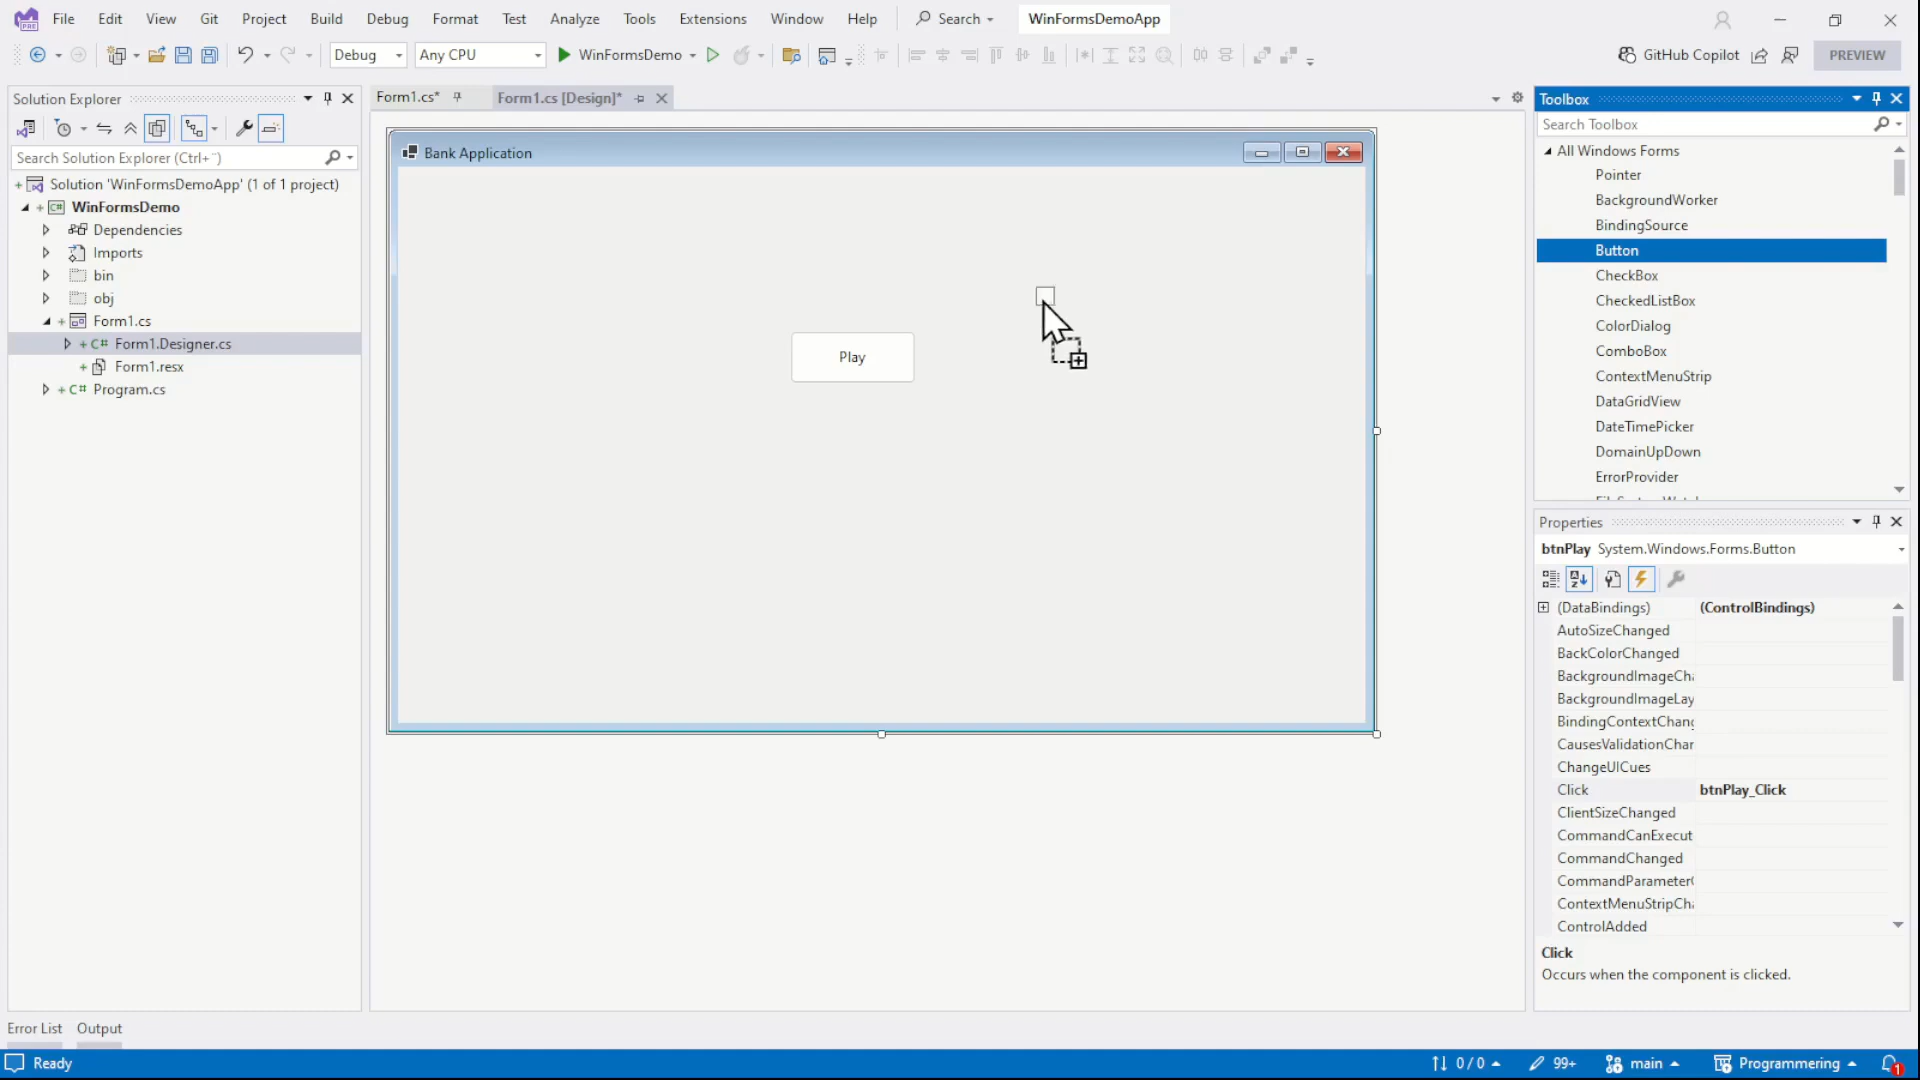 File Edit View Git Project Build Debug Format Test Analyze Tools Extensions Window Help Search WinFormsDemoApp
Debug Any CPU WinFormsDemo GitHub Copilot PREVIEW
Solution Explorer
Search Solution Explorer (Ctrl+¨)
Solution 'WinFormsDemoApp' (1 of 1 project)
C# WinFormsDemo
Dependencies
Imports
bin
obj
Form1.cs
C# Form1.Designer.cs
Form1.resx
C# Program.cs
Form1.cs* Form1.cs [Design]*
Bank Application
Play
Toolbox
Search Toolbox
All Windows Forms
Pointer
BackgroundWorker
BindingSource
Button
CheckBox
CheckedListBox
ColorDialog
ComboBox
ContextMenuStrip
DataGridView
DateTimePicker
DomainUpDown
ErrorProvider
Properties
btnPlay System.Windows.Forms.Button
(DataBindings) (ControlBindings)
AutoSizeChanged
BackColorChanged
BackgroundImageCha
BackgroundImageLay
BindingContextChang
CausesValidationChar
ChangeUICues
Click btnPlay_Click
ClientSizeChanged
CommandCanExecut
CommandChanged
CommandParameter
ContextMenuStripCha
ControlAdded
Click
Occurs when the component is clicked.
Error List Output
Ready 0 / 0 99+ main Programmering 1